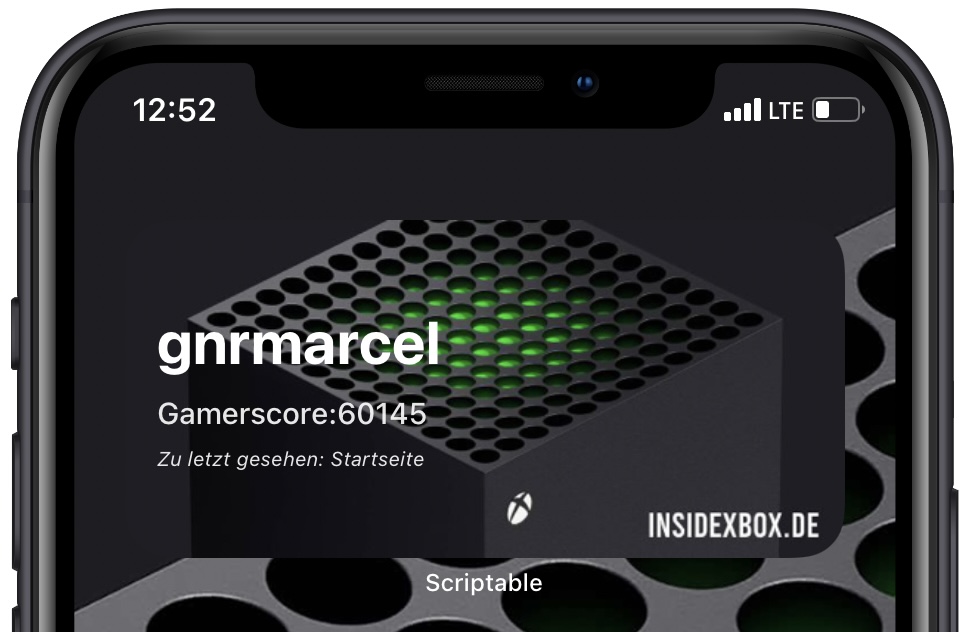 12:52
LTE
gnrmarcel
Gamerscore:60145
Zu letzt gesehen: Startseite
INSIDEXBOX.DE
Scriptable